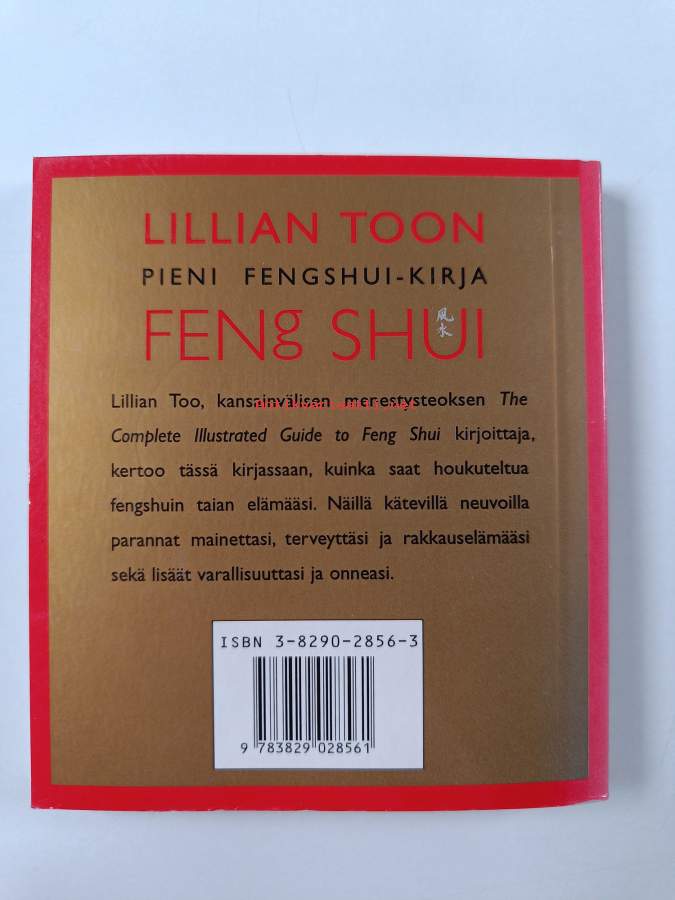 LILLIAN TOON
PIENI FENGSHUI-KIRJA
FENg SHUI
風水
Lillian Too, kansainvälisen menestysteoksen The
Complete Illustrated Guide to Feng Shui kirjoittaja,
kertoo tässä kirjassaan, kuinka saat houkuteltua
fengshuin taian elämääsi. Näillä kätevillä neuvoilla
parannat mainettasi, terveyttäsi ja rakkauselämääsi
sekä lisäät varallisuuttasi ja onneasi.
ISBN 3-8290-2856-3
9 783829 028561